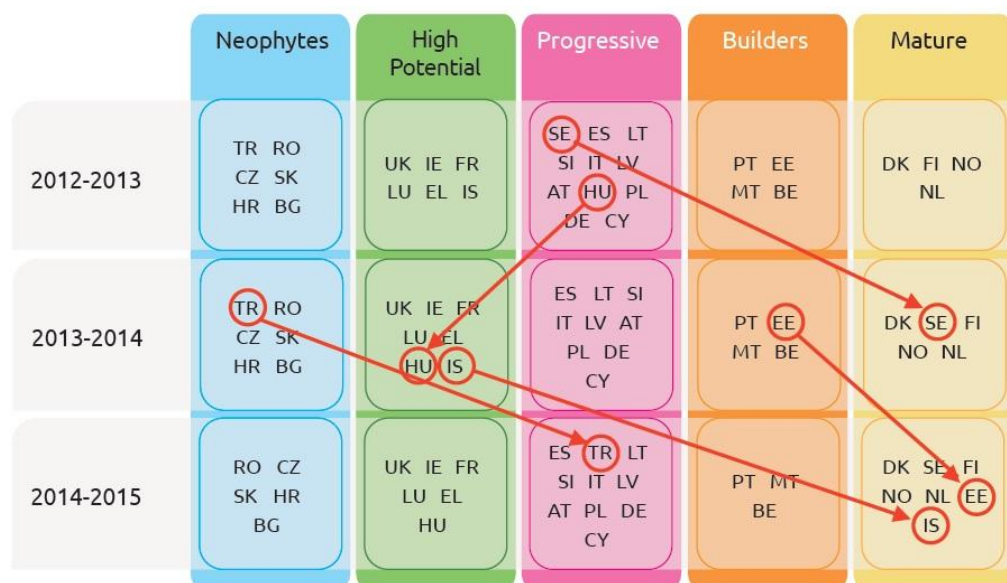 Neophytes
High
Potential
Progressive
Builders
Mature
2012-2013
TR RO
CZ SK
HR BG
UK IE FR
LU EL IS
SE ES LT
SI IT LV
AT HU PL
DE CY
PT EE
MT BE
DK FI NO
NL
2013-2014
TR RO
CZ SK
HR BG
UK IE FR
LU EL
HU IS
ES LT SI
IT LV AT
PL DE
CY
PT EE
MT BE
DK SE FI
NO NL
2014-2015
RO CZ
SK HR
BG
UK IE FR
LU EL
HU
ES TR LT
SI IT LV
AT PL DE
CY
PT MT
BE
DK SE FI
NO NL EE
IS